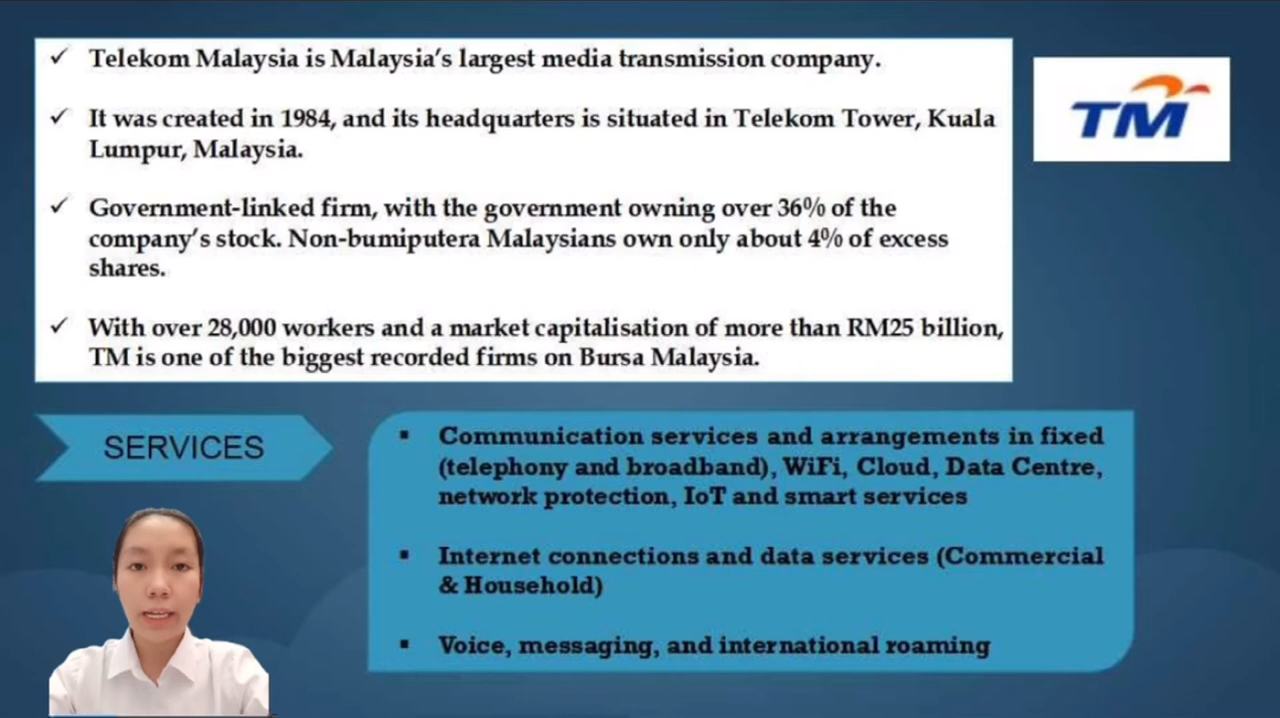 Telekom Malaysia is Malaysia's largest media transmission company.
It was created in 1984, and its headquarters is situated in Telekom Tower, Kuala
Lumpur, Malaysia.
Government-linked firm, with the government owning over 36% of the
company's stock. Non-bumiputera Malaysians own only about 4% of excess
shares.
With over 28,000 workers and a market capitalisation of more than RM25 billion,
TM is one of the biggest recorded firms on Bursa Malaysia.
TM
SERVICES
Communication services and arrangements in fixed
(telephony and broadband), WiFi, Cloud, Data Centre,
network protection, IoT and smart services
Internet connections and data services (Commercial
& Household)
Voice, messaging, and international roaming